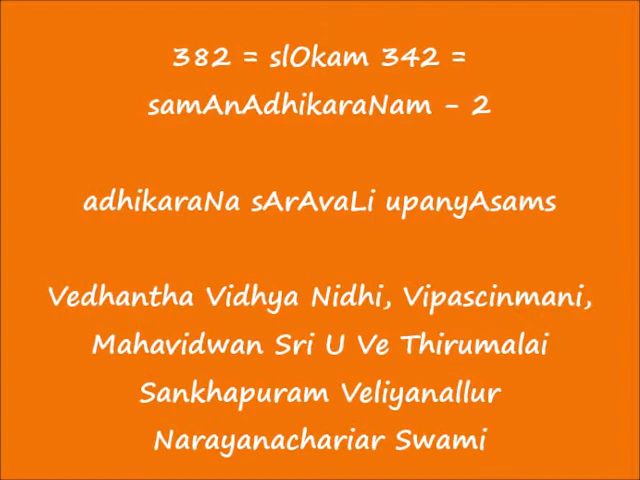 382 = slOkam 342 =
samAnAdhikaraNam - 2
adhikaraNa sArAvaLi upanyAsams
Vedhantha Vidhya Nidhi, Vipascinmani,
Mahavidwan Sri U Ve Thirumalai
Sankhapuram Veliyanallur
Narayanachariar Swami